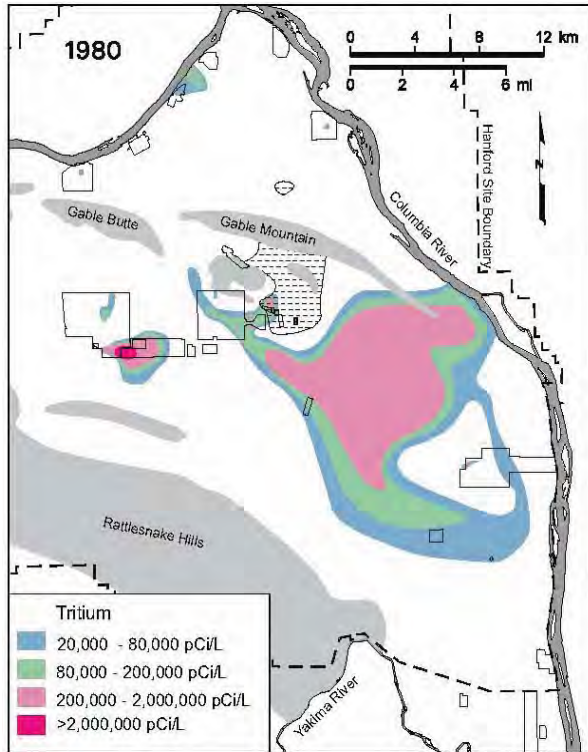 1980
0 4 8 12 km
0 2 4 6 mi
Hanford Site Boundary
N
Columbia River
Gable Butte
Gable Mountain
Rattlesnake Hills
Yakima River
Tritium
20,000 - 80,000 pCi/L
80,000 - 200,000 pCi/L
200,000 - 2,000,000 pCi/L
>2,000,000 pCi/L